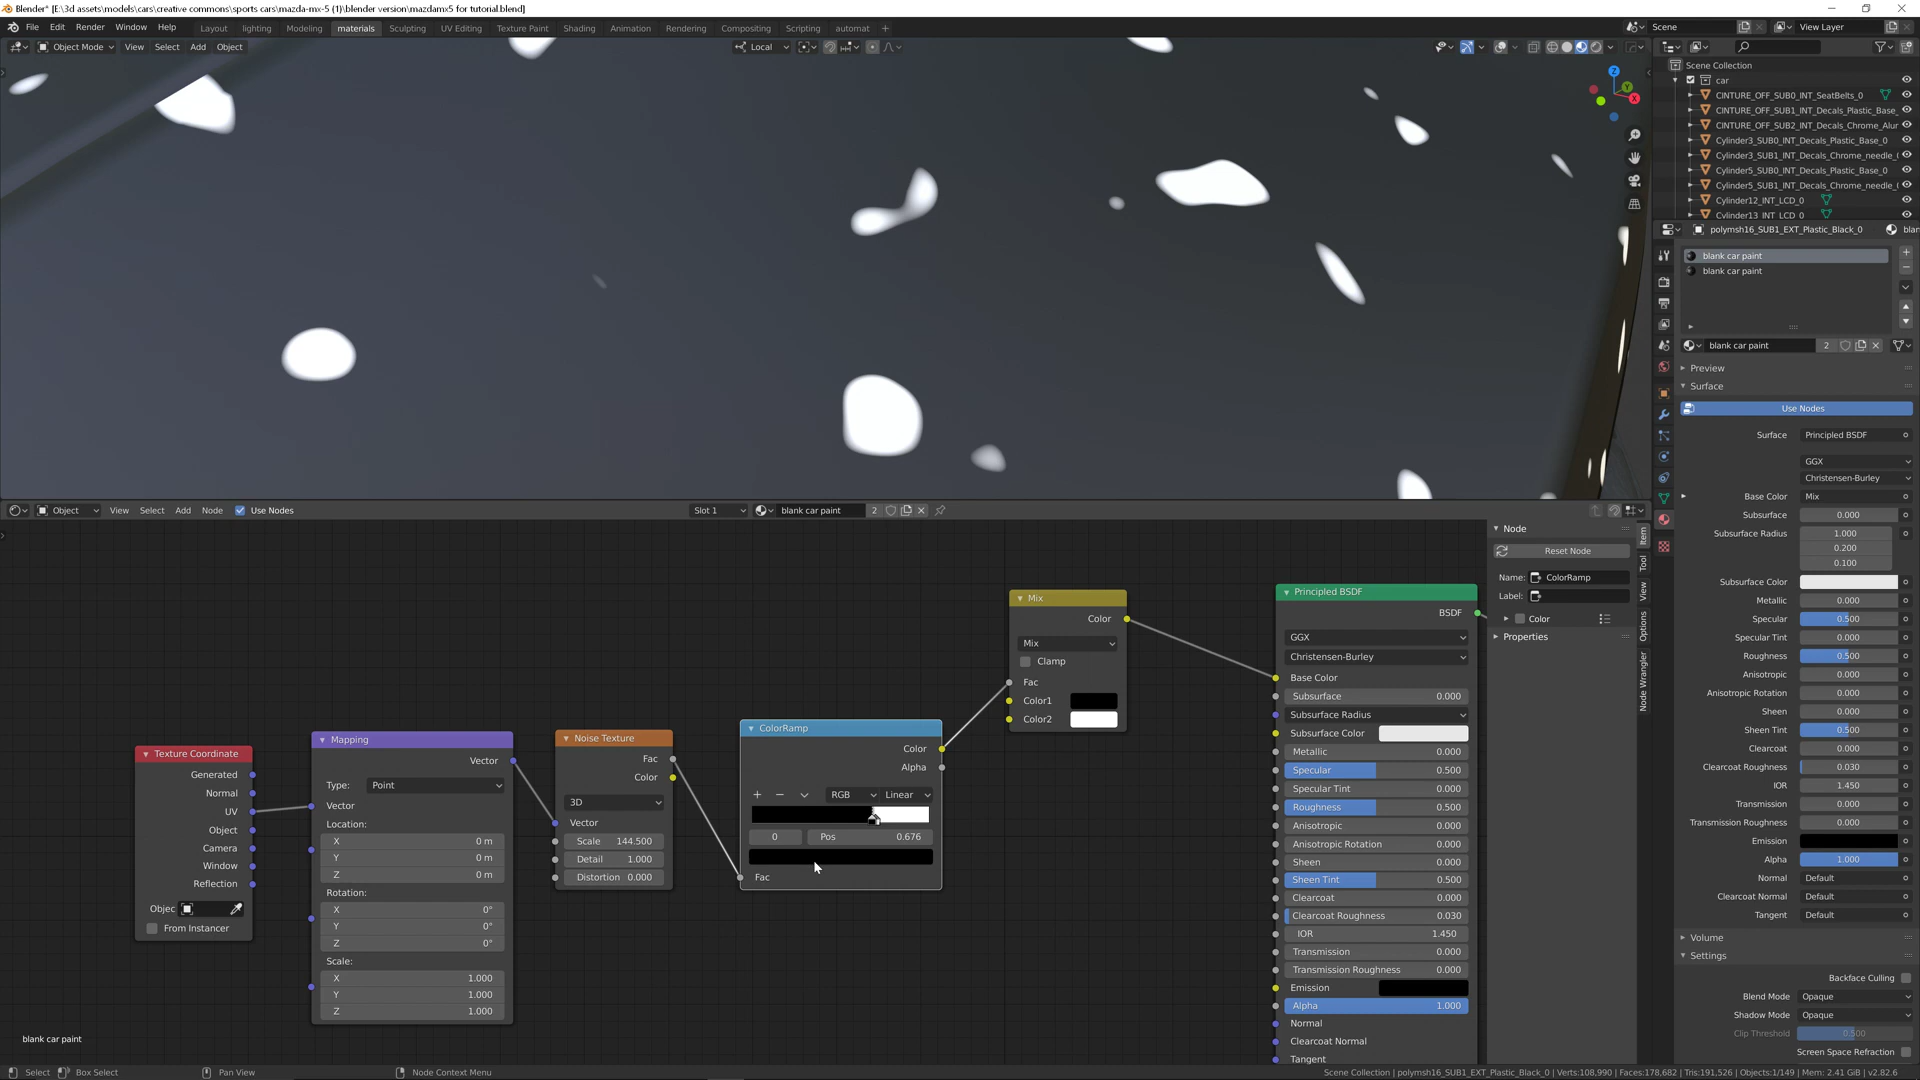 Blender* [E:\3d assets\models\cars\creative commons\sports cars\mazda-mx-5 (1)\blender version\mazdamx5 for tutorial.blend]
File Edit Render Window Help Layout lighting Modeling materials Sculpting UV Editing Texture Paint Shading Animation Rendering Compositing Scripting automat + Scene View Layer
Object Mode View Select Add Object Local
Scene Collection
car
CINTURE_OFF_SUB0_INT_SeatBelts_0
CINTURE_OFF_SUB1_INT_Decals_Plastic_Base_
CINTURE_OFF_SUB2_INT_Decals_Chrome_Alur
Cylinder3_SUB0_INT_Decals_Plastic_Base_0
Cylinder3_SUB1_INT_Decals_Chrome_needle_(
Cylinder5_SUB0_INT_Decals_Plastic_Base_0
Cylinder5_SUB1_INT_Decals_Chrome_needle_(
Cylinder12_INT_LCD_0
Cylinder13_INT_LCD_0
polymsh16_SUB1_EXT_Plastic_Black_0 blan
blank car paint
blank car paint
blank car paint 2
Preview
Surface
Use Nodes
Surface Principled BSDF
GGX
Christensen-Burley
Base Color Mix
Subsurface 0.000
Subsurface Radius 1.000
0.200
0.100
Subsurface Color
Metallic 0.000
Specular 0.500
Specular Tint 0.000
Roughness 0.500
Anisotropic 0.000
Anisotropic Rotation 0.000
Sheen 0.000
Sheen Tint 0.500
Clearcoat 0.000
Clearcoat Roughness 0.030
IOR 1.450
Transmission 0.000
Transmission Roughness 0.000
Emission
Alpha 1.000
Normal Default
Clearcoat Normal Default
Tangent Default
Volume
Settings
Backface Culling
Blend Mode Opaque
Shadow Mode Opaque
Clip Threshold 0.500
Screen Space Refraction
Object View Select Add Node Use Nodes Slot 1 blank car paint 2
Texture Coordinate
Generated
Normal
UV
Object
Camera
Window
Reflection
Objec
From Instancer
Mapping
Vector
Type: Point
Vector
Location:
X 0 m
Y 0 m
Z 0 m
Rotation:
X 0°
Y 0°
Z 0°
Scale:
X 1.000
Y 1.000
Z 1.000
Noise Texture
Fac
Color
3D
Vector
Scale 144.500
Detail 1.000
Distortion 0.000
ColorRamp
Color
Alpha
RGB Linear
0 Pos 0.676
Fac
Mix
Color
Mix
Clamp
Fac
Color1
Color2
Principled BSDF
BSDF
GGX
Christensen-Burley
Base Color
Subsurface 0.000
Subsurface Radius
Subsurface Color
Metallic 0.000
Specular 0.500
Specular Tint 0.000
Roughness 0.500
Anisotropic 0.000
Anisotropic Rotation 0.000
Sheen 0.000
Sheen Tint 0.500
Clearcoat 0.000
Clearcoat Roughness 0.030
IOR 1.450
Transmission 0.000
Transmission Roughness 0.000
Emission
Alpha 1.000
Normal
Clearcoat Normal
Tangent
Node
Reset Node
Name: ColorRamp
Label:
Color
Properties
Item
Tool
View
Options
Node Wrangler
blank car paint
Select Box Select Pan View Node Context Menu
Scene Collection | polymsh16_SUB1_EXT_Plastic_Black_0 | Verts:108,990 | Faces:178,682 | Tris:191,526 | Objects:1/149 | Mem: 2.41 GiB | v2.82.6